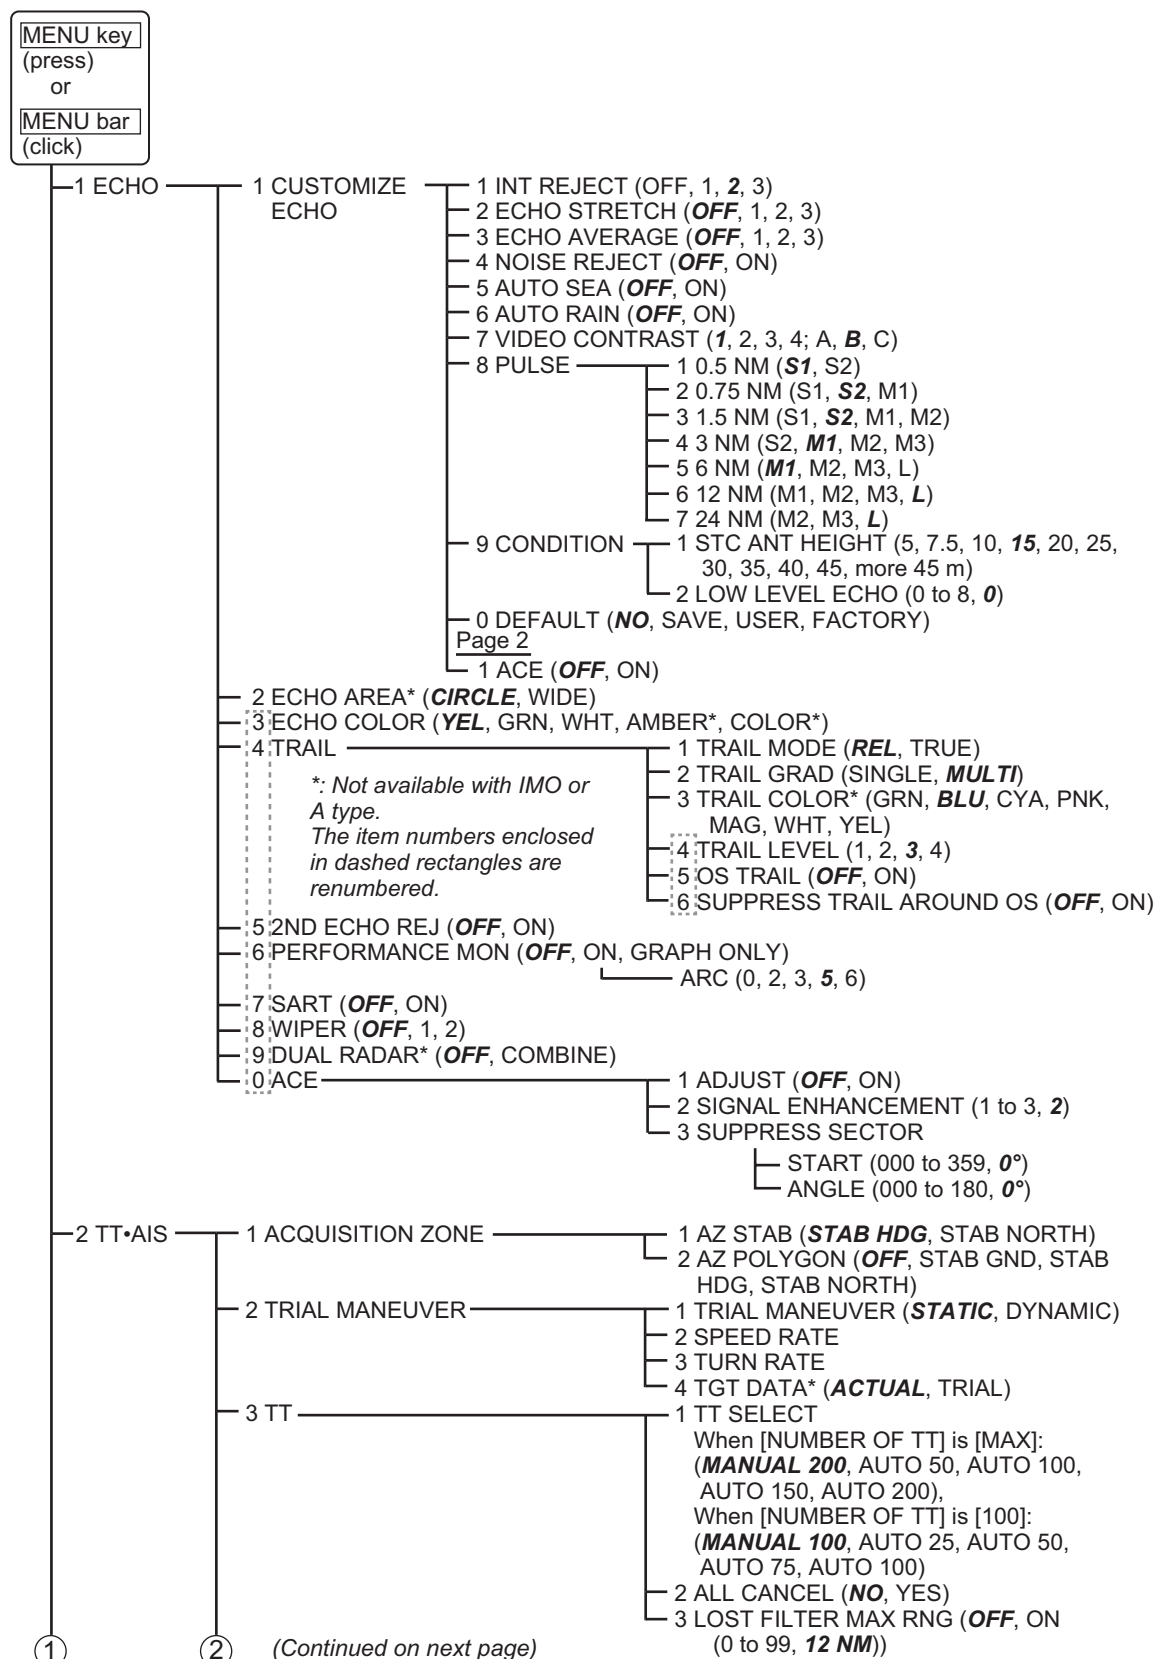 MENU key
(press)
or
MENU bar
(click)
1 ECHO
1 CUSTOMIZE
ECHO
1 INT REJECT (OFF, 1, 2, 3)
2 ECHO STRETCH (OFF, 1, 2, 3)
3 ECHO AVERAGE (OFF, 1, 2, 3)
4 NOISE REJECT (OFF, ON)
5 AUTO SEA (OFF, ON)
6 AUTO RAIN (OFF, ON)
7 VIDEO CONTRAST (1, 2, 3, 4; A, B, C)
8 PULSE
1 0.5 NM (S1, S2)
2 0.75 NM (S1, S2, M1)
3 1.5 NM (S1, S2, M1, M2)
4 3 NM (S2, M1, M2, M3)
5 6 NM (M1, M2, M3, L)
6 12 NM (M1, M2, M3, L)
7 24 NM (M2, M3, L)
9 CONDITION
1 STC ANT HEIGHT (5, 7.5, 10, 15, 20, 25,
30, 35, 40, 45, more 45 m)
2 LOW LEVEL ECHO (0 to 8, 0)
0 DEFAULT (NO, SAVE, USER, FACTORY)
Page 2
1 ACE (OFF, ON)
2 ECHO AREA* (CIRCLE, WIDE)
3 ECHO COLOR (YEL, GRN, WHT, AMBER*, COLOR*)
4 TRAIL
1 TRAIL MODE (REL, TRUE)
2 TRAIL GRAD (SINGLE, MULTI)
3 TRAIL COLOR* (GRN, BLU, CYA, PNK,
MAG, WHT, YEL)
4 TRAIL LEVEL (1, 2, 3, 4)
5 OS TRAIL (OFF, ON)
6 SUPPRESS TRAIL AROUND OS (OFF, ON)
*: Not available with IMO or
A type.
The item numbers enclosed
in dashed rectangles are
renumbered.
5 2ND ECHO REJ (OFF, ON)
6 PERFORMANCE MON (OFF, ON, GRAPH ONLY)
ARC (0, 2, 3, 5, 6)
7 SART (OFF, ON)
8 WIPER (OFF, 1, 2)
9 DUAL RADAR* (OFF, COMBINE)
0 ACE
1 ADJUST (OFF, ON)
2 SIGNAL ENHANCEMENT (1 to 3, 2)
3 SUPPRESS SECTOR
START (000 to 359, 0°)
ANGLE (000 to 180, 0°)
2 TT•AIS
1 ACQUISITION ZONE
1 AZ STAB (STAB HDG, STAB NORTH)
2 AZ POLYGON (OFF, STAB GND, STAB
HDG, STAB NORTH)
2 TRIAL MANEUVER
1 TRIAL MANEUVER (STATIC, DYNAMIC)
2 SPEED RATE
3 TURN RATE
4 TGT DATA* (ACTUAL, TRIAL)
3 TT
1 TT SELECT
When [NUMBER OF TT] is [MAX]:
(MANUAL 200, AUTO 50, AUTO 100,
AUTO 150, AUTO 200),
When [NUMBER OF TT] is [100]:
(MANUAL 100, AUTO 25, AUTO 50,
AUTO 75, AUTO 100)
2 ALL CANCEL (NO, YES)
3 LOST FILTER MAX RNG (OFF, ON
(0 to 99, 12 NM))
1
2
(Continued on next page)